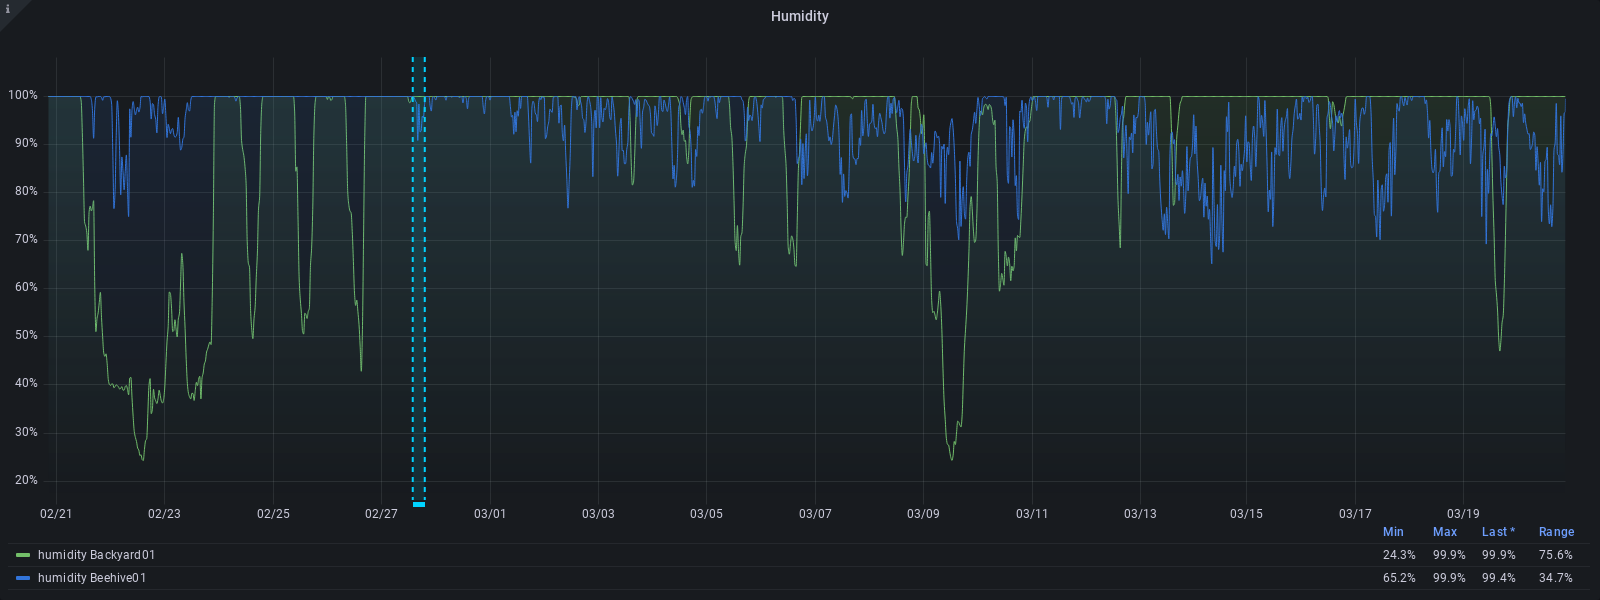 i
Humidity
100%
90%
80%
70%
60%
50%
40%
30%
20%
02/21 02/23 02/25 02/27 03/01 03/03 03/05 03/07 03/09 03/11 03/13 03/15 03/17 03/19
Min Max Last * Range
humidity Backyard01 24.3% 99.9% 99.9% 75.6%
humidity Beehive01 65.2% 99.9% 99.4% 34.7%